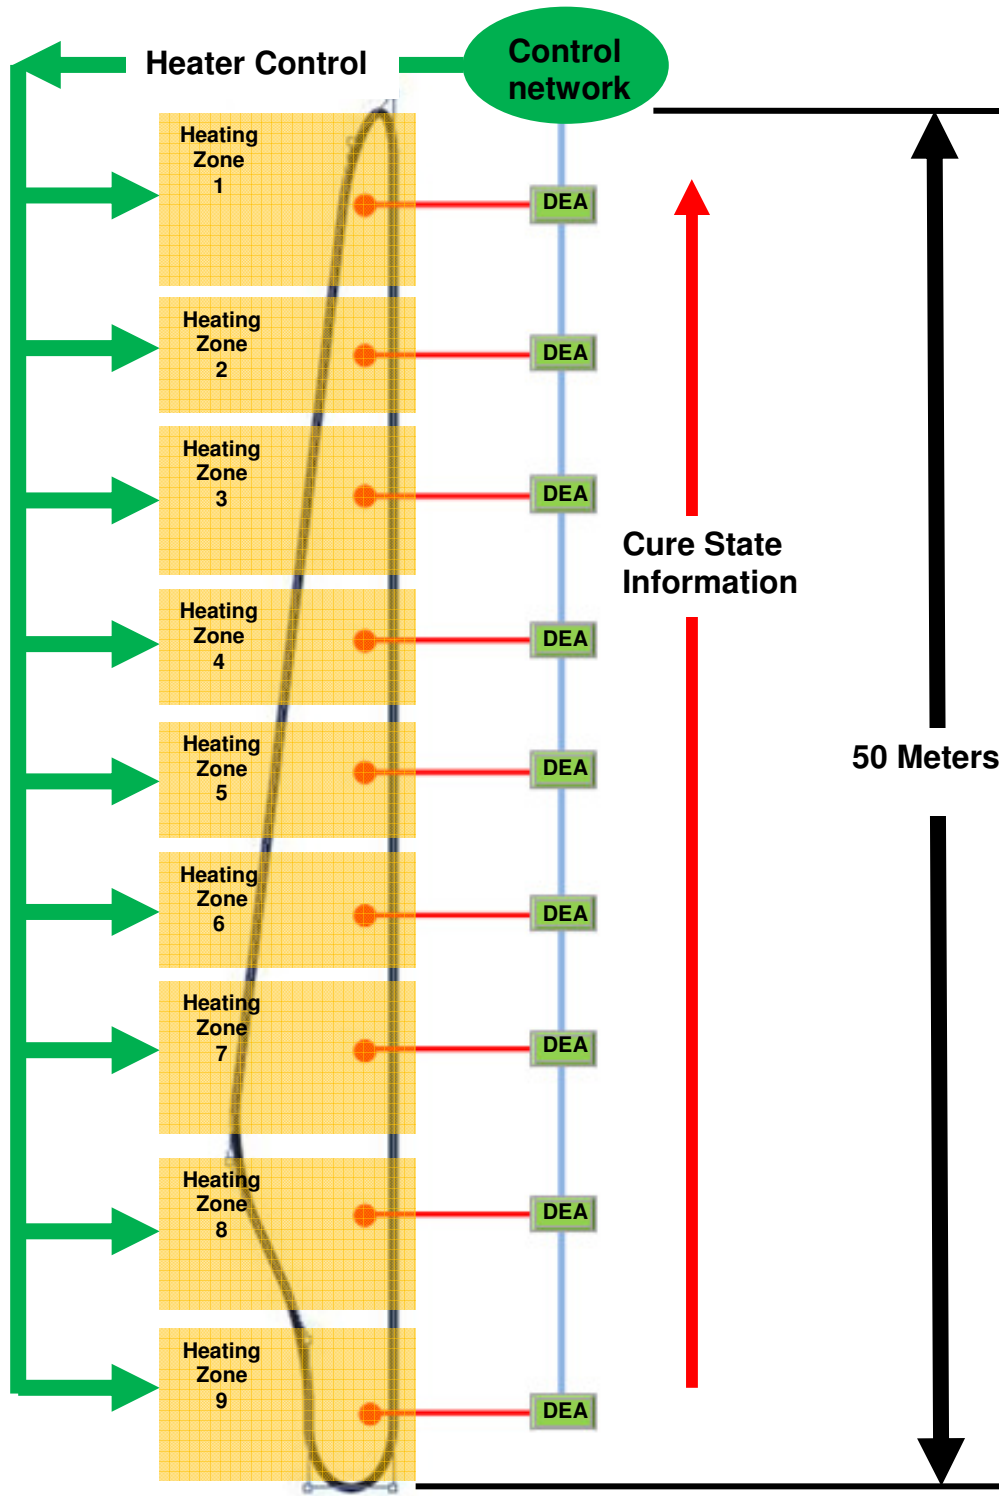 Heater Control
Control
network
Heating
Zone
1
DEA
Heating
Zone
2
DEA
Heating
Zone
3
DEA
Cure State
Information
Heating
Zone
4
DEA
Heating
Zone
5
DEA
50 Meters
Heating
Zone
6
DEA
Heating
Zone
7
DEA
Heating
Zone
8
DEA
Heating
Zone
9
DEA